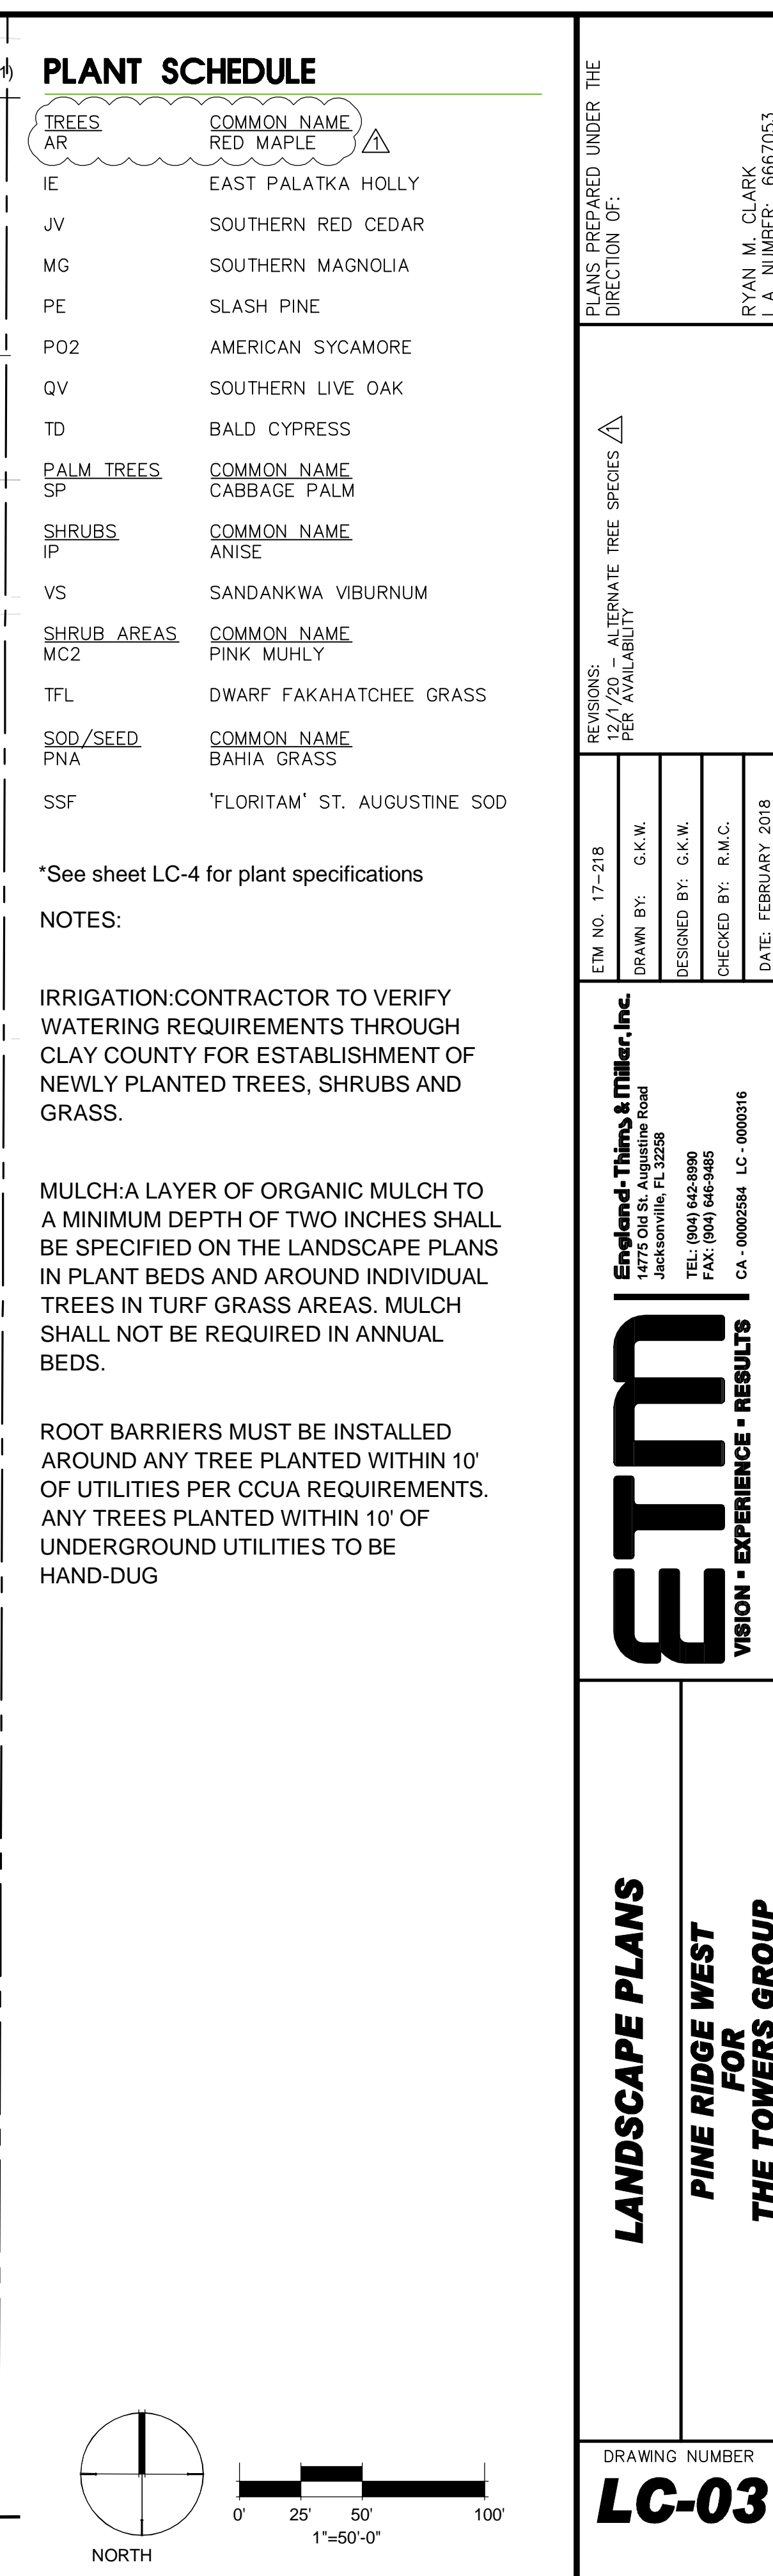 1)
PLANT SCHEDULE
TREES COMMON NAME
AR RED MAPLE 1
IE EAST PALATKA HOLLY
JV SOUTHERN RED CEDAR
MG SOUTHERN MAGNOLIA
PE SLASH PINE
PO2 AMERICAN SYCAMORE
QV SOUTHERN LIVE OAK
TD BALD CYPRESS
PALM TREES COMMON NAME
SP CABBAGE PALM
SHRUBS COMMON NAME
IP ANISE
VS SANDANKWA VIBURNUM
SHRUB AREAS COMMON NAME
MC2 PINK MUHLY
TFL DWARF FAKAHATCHEE GRASS
SOD/SEED COMMON NAME
PNA BAHIA GRASS
SSF 'FLORITAM' ST. AUGUSTINE SOD
*See sheet LC-4 for plant specifications
NOTES:
IRRIGATION:CONTRACTOR TO VERIFY
WATERING REQUIREMENTS THROUGH
CLAY COUNTY FOR ESTABLISHMENT OF
NEWLY PLANTED TREES, SHRUBS AND
GRASS.
MULCH:A LAYER OF ORGANIC MULCH TO
A MINIMUM DEPTH OF TWO INCHES SHALL
BE SPECIFIED ON THE LANDSCAPE PLANS
IN PLANT BEDS AND AROUND INDIVIDUAL
TREES IN TURF GRASS AREAS. MULCH
SHALL NOT BE REQUIRED IN ANNUAL
BEDS.
ROOT BARRIERS MUST BE INSTALLED
AROUND ANY TREE PLANTED WITHIN 10'
OF UTILITIES PER CCUA REQUIREMENTS.
ANY TREES PLANTED WITHIN 10' OF
UNDERGROUND UTILITIES TO BE
HAND-DUG
NORTH
0' 25' 50' 100'
1"=50'-0"
PLANS PREPARED UNDER THE
DIRECTION OF:
RYAN M. CLARK
LA NUMBER: 6667053
REVISIONS:
12/1/20 – ALTERNATE TREE SPECIES 1
PER AVAILABILITY
ETM NO. 17–218
DRAWN BY: G.K.W.
DESIGNED BY: G.K.W.
CHECKED BY: R.M.C.
DATE: FEBRUARY 2018
England-Thims & Miller, Inc.
14775 Old St. Augustine Road
Jacksonville, FL 32258
TEL: (904) 642-8990
FAX: (904) 646-9485
CA - 00002584 LC - 0000316
ETM
VISION • EXPERIENCE • RESULTS
LANDSCAPE PLANS
PINE RIDGE WEST
FOR
THE TOWERS GROUP
DRAWING NUMBER
LC-03